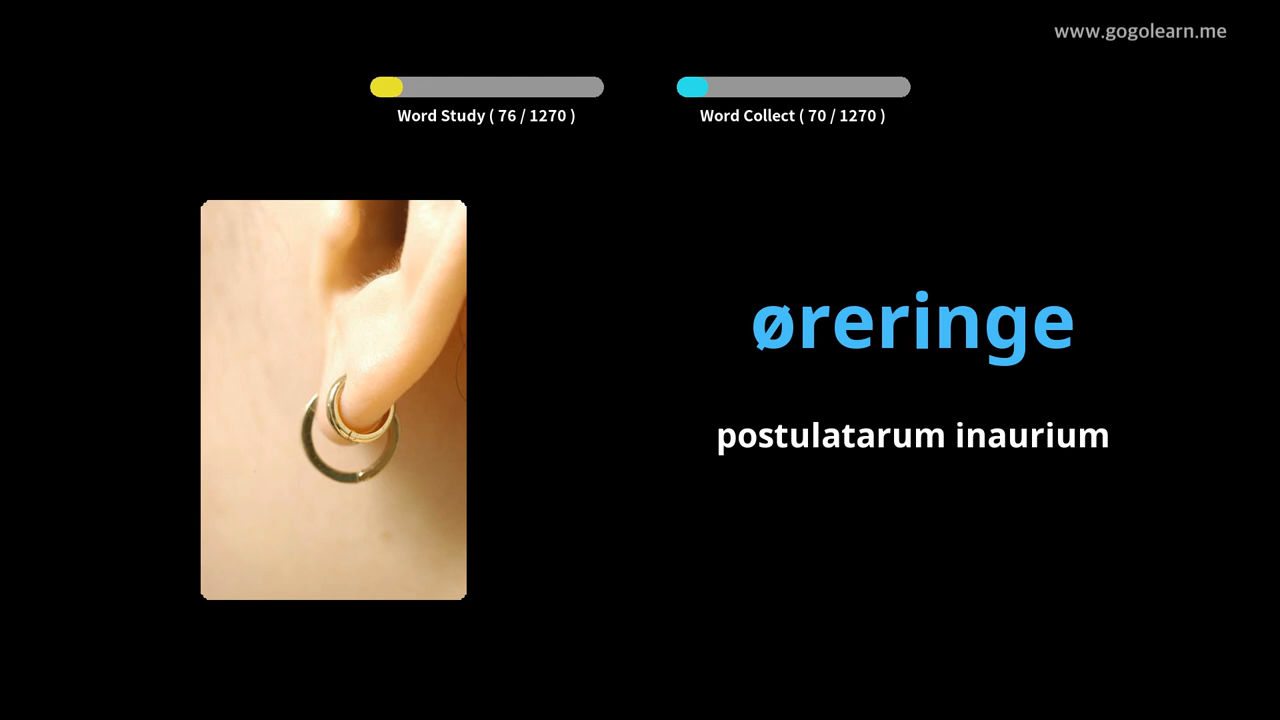 www.gogolearn.me
Word Study ( 76 / 1270 )
Word Collect ( 70 / 1270 )
øreringe
postulatarum inaurium